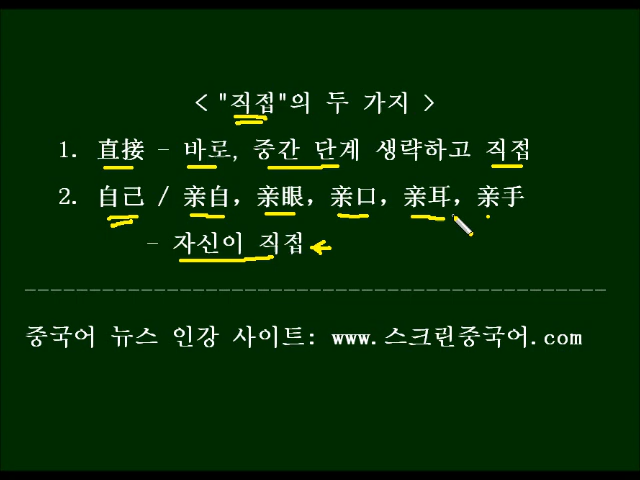 < "직접"의 두 가지 >
1. 直接 - 바로, 중간 단계 생략하고 직접
2. 自己 / 亲自, 亲眼, 亲口, 亲耳, 亲手
- 자신이 직접
중국어 뉴스 인강 사이트: www.스크린중국어.com